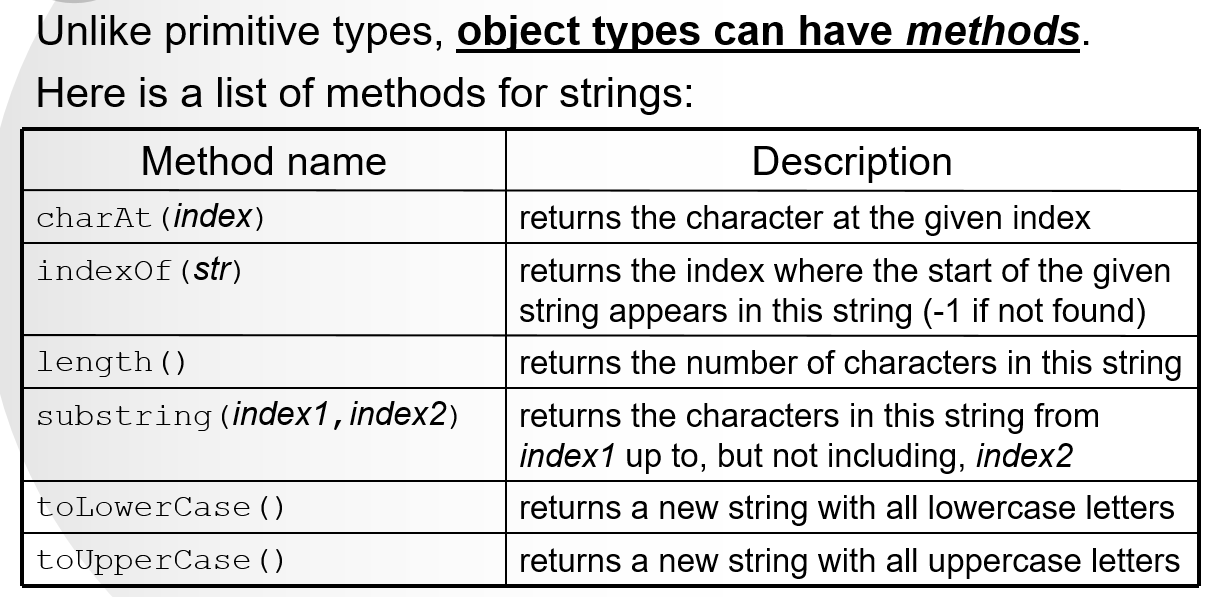 Unlike primitive types, object types can have methods.
Here is a list of methods for strings:
Method name
Description
charAt(index)
returns the character at the given index
indexOf(str)
returns the index where the start of the given
string appears in this string (-1 if not found)
length()
returns the number of characters in this string
substring(index1,index2)
returns the characters in this string from
index1 up to, but not including, index2
toLowerCase()
returns a new string with all lowercase letters
toUpperCase()
returns a new string with all uppercase letters